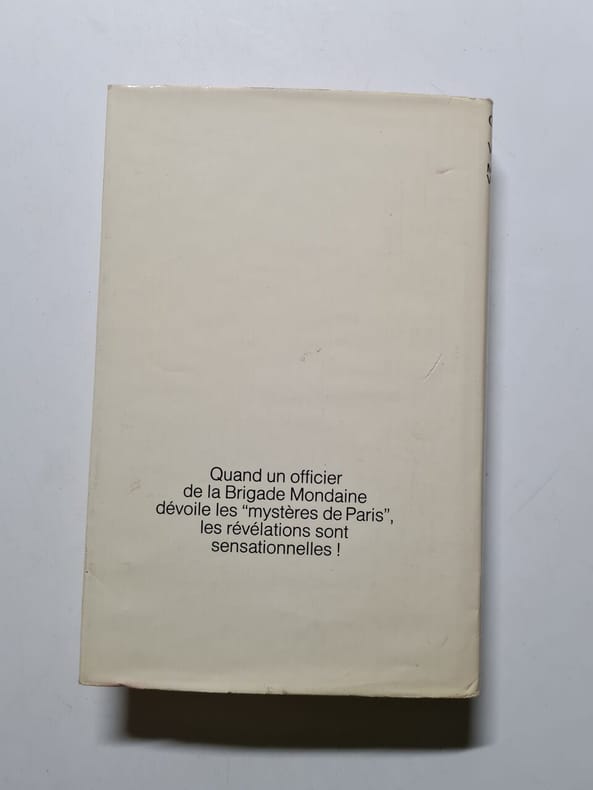 Quand un officier
de la Brigade Mondaine
dévoile les “mystères de Paris”,
les révélations sont
sensationnelles !